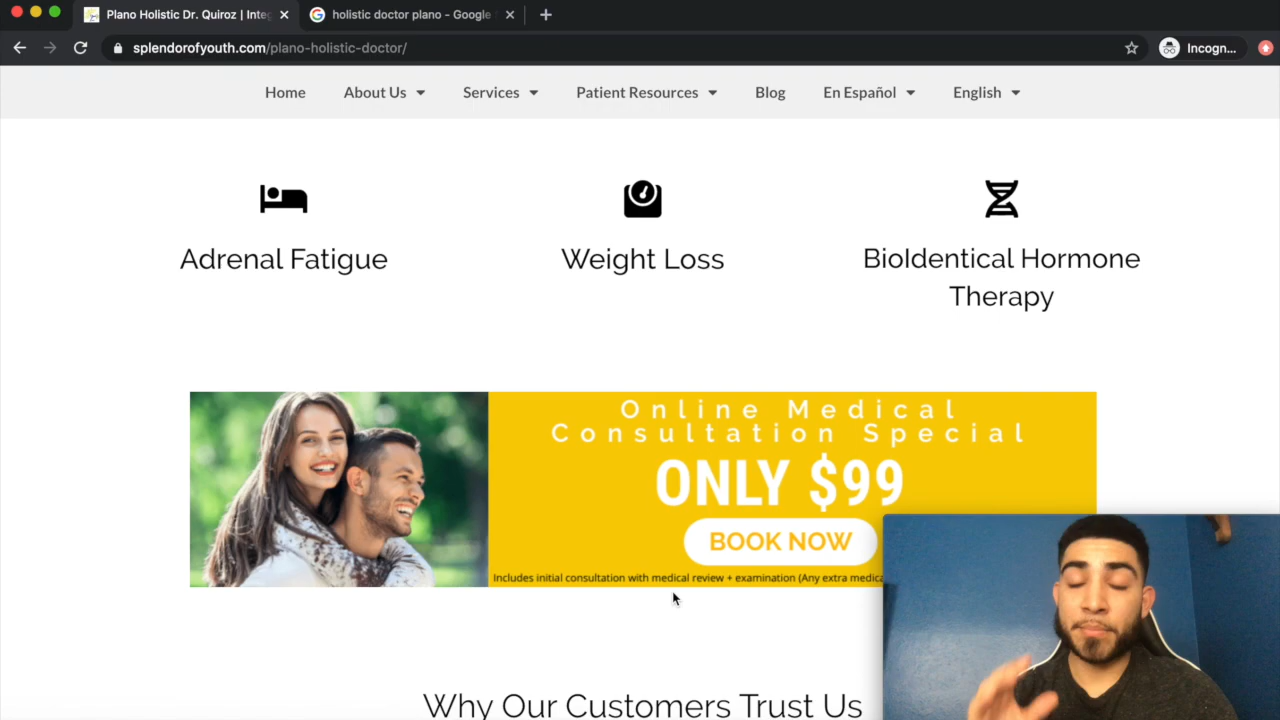 Plano Holistic Dr. Quiroz | Integ
holistic doctor plano - Google
splendorofyouth.com/plano-holistic-doctor/
Incogn...
Home About Us Services Patient Resources Blog En Español English
Adrenal Fatigue
Weight Loss
BioIdentical Hormone
Therapy
Online Medical
Consultation Special
ONLY $99
BOOK NOW
Includes initial consultation with medical review + examination (Any extra medica
Why Our Customers Trust Us